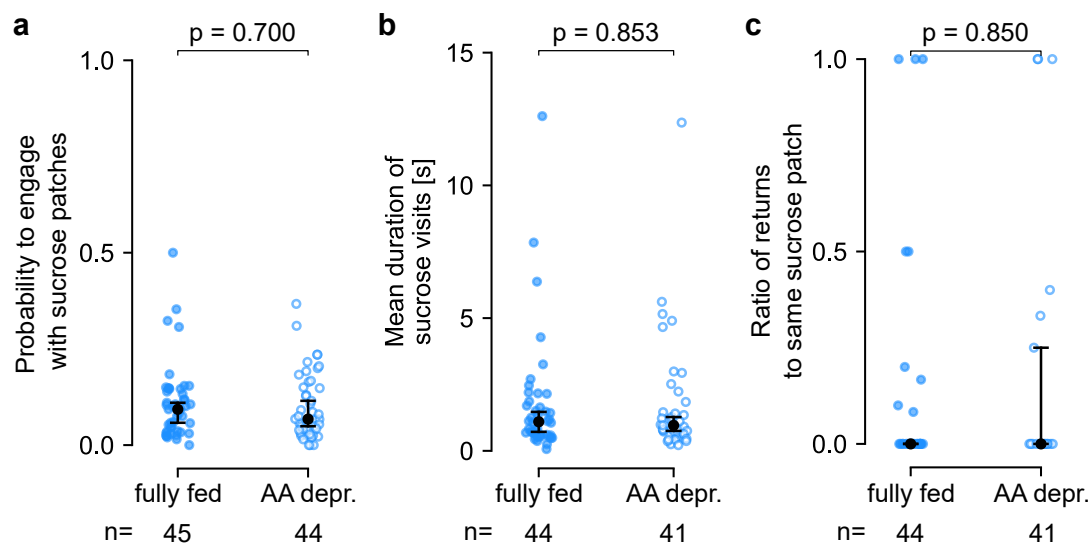 a
p = 0.700
Probability to engage
with sucrose patches
1.0
0.5
0.0
fully fed
AA depr.
n=
45
44
b
p = 0.853
Mean duration of
sucrose visits [s]
15
10
5
0
fully fed
AA depr.
n=
44
41
c
p = 0.850
Ratio of returns
to same sucrose patch
1.0
0.5
0.0
fully fed
AA depr.
n=
44
41